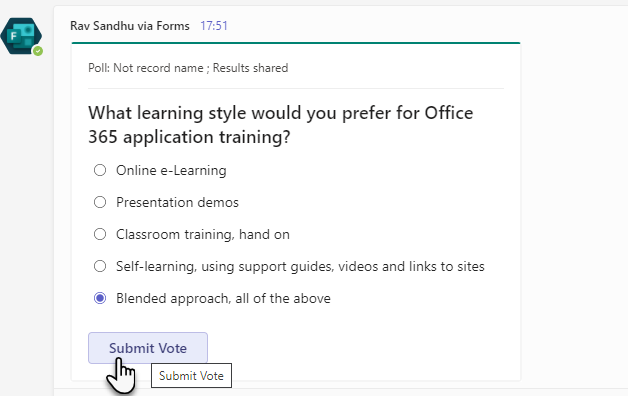 Rav Sandhu via Forms 17:51
F
Poll: Not record name ; Results shared
What learning style would you prefer for Office
365 application training?
Online e-Learning
Presentation demos
Classroom training, hand on
Self-learning, using support guides, videos and links to sites
Blended approach, all of the above
Submit Vote
Submit Vote